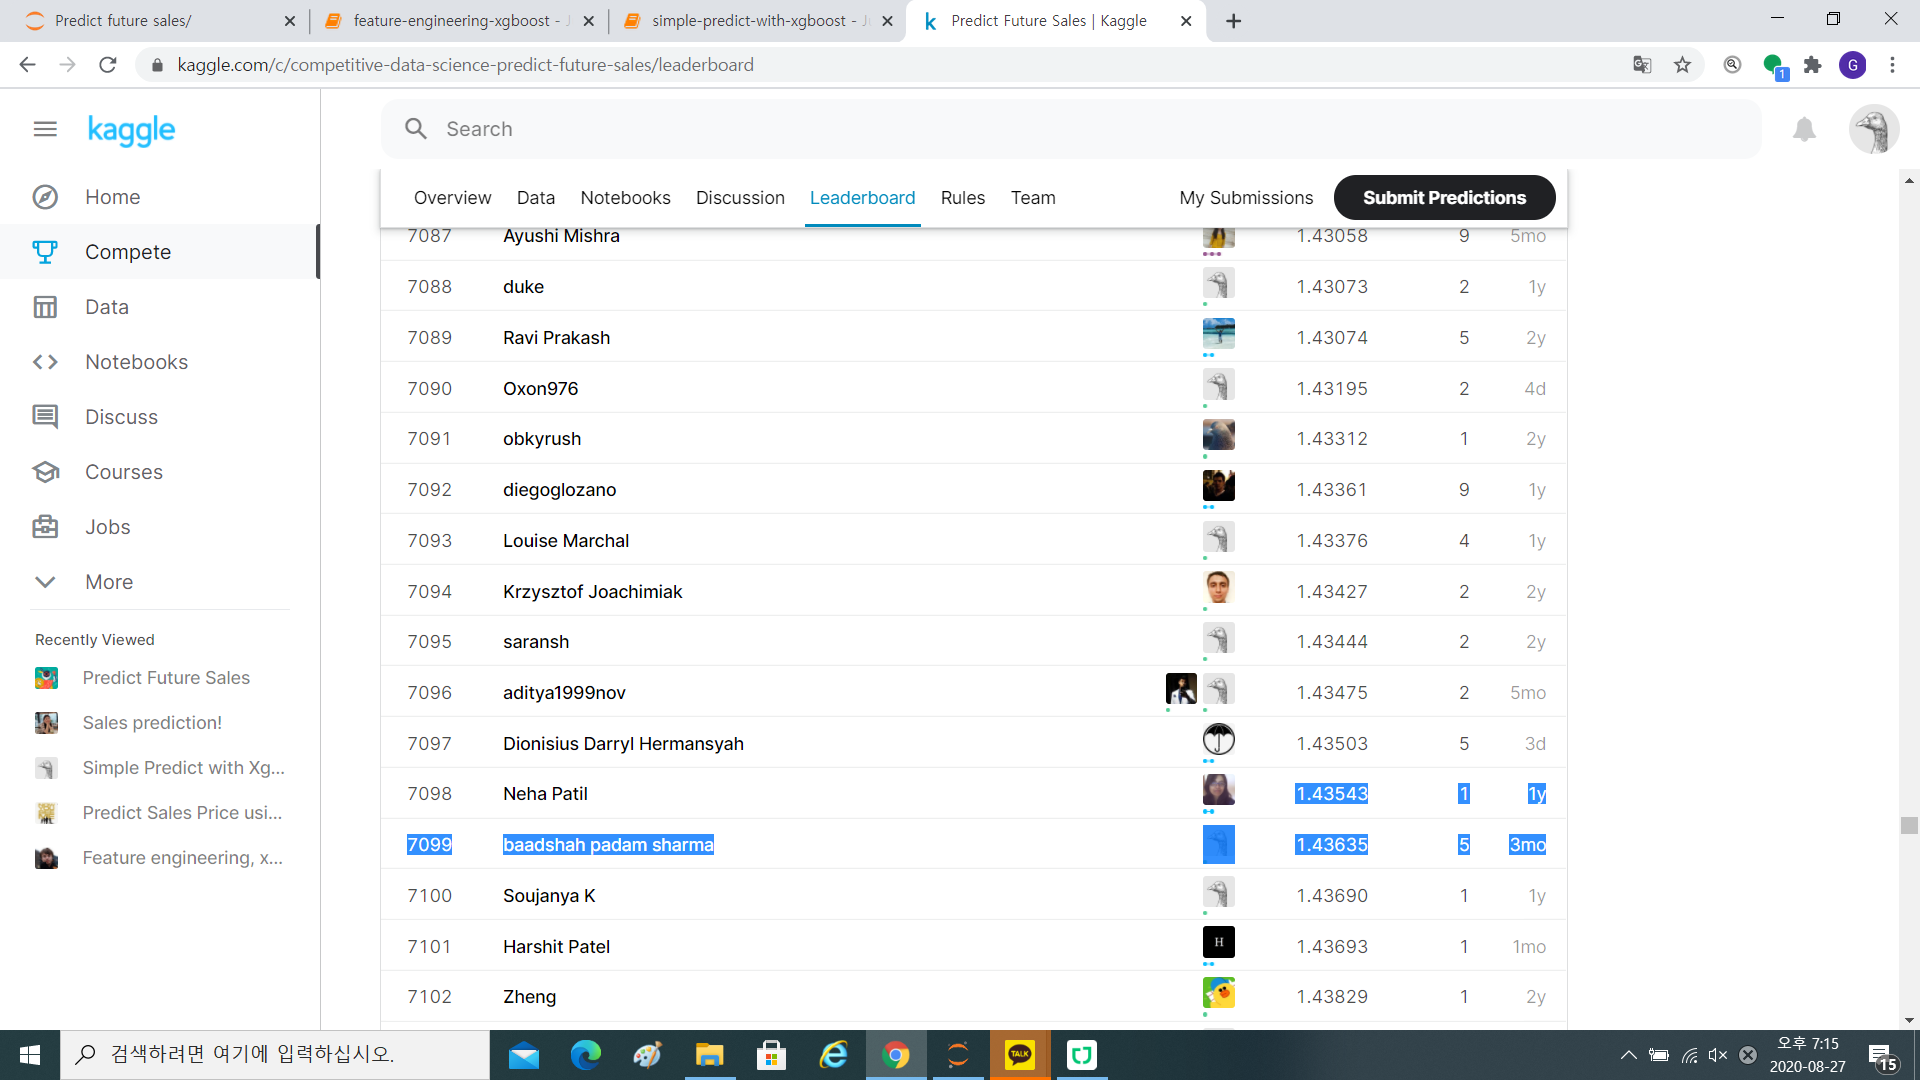 Predict future sales/
feature-engineering-xgboost - J
simple-predict-with-xgboost - J
Predict Future Sales | Kaggle
kaggle.com/c/competitive-data-science-predict-future-sales/leaderboard
G
1
kaggle
Search
Home
Compete
Data
Notebooks
Discuss
Courses
Jobs
More
Recently Viewed
Predict Future Sales
Sales prediction!
Simple Predict with Xg...
Predict Sales Price usi...
Feature engineering, x...
Overview Data Notebooks Discussion Leaderboard Rules Team My Submissions Submit Predictions
7087 Ayushi Mishra 1.43058 9 5mo
7088 duke 1.43073 2 1y
7089 Ravi Prakash 1.43074 5 2y
7090 Oxon976 1.43195 2 4d
7091 obkyrush 1.43312 1 2y
7092 diegoglozano 1.43361 9 1y
7093 Louise Marchal 1.43376 4 1y
7094 Krzysztof Joachimiak 1.43427 2 2y
7095 saransh 1.43444 2 2y
7096 aditya1999nov 1.43475 2 5mo
7097 Dionisius Darryl Hermansyah 1.43503 5 3d
7098 Neha Patil 1.43543 1 1y
7099 baadshah padam sharma 1.43635 5 3mo
7100 Soujanya K 1.43690 1 1y
7101 Harshit Patel H 1.43693 1 1mo
7102 Zheng 1.43829 1 2y
검색하려면 여기에 입력하십시오.
TALK
오후 7:15
2020-08-27
15